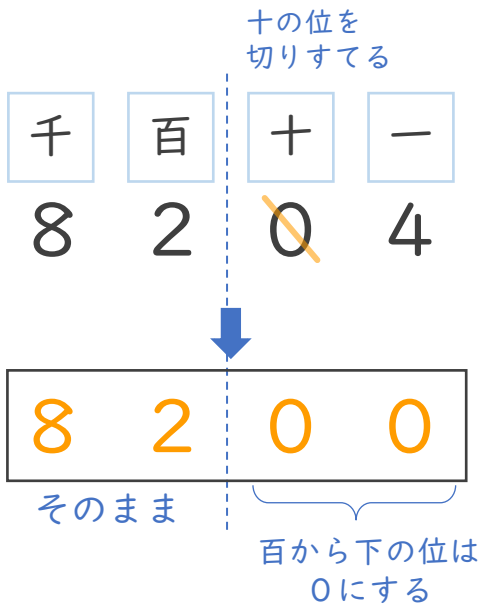 十の位を
切りすてる
千 百 十 一
8 2 0 4
8 2 0 0
そのまま
百から下の位は
0にする